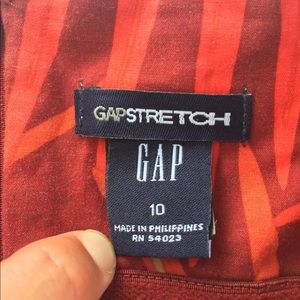 GAPSTRETCH
GAP
10
MADE IN PHILIPPINES
RN 54023